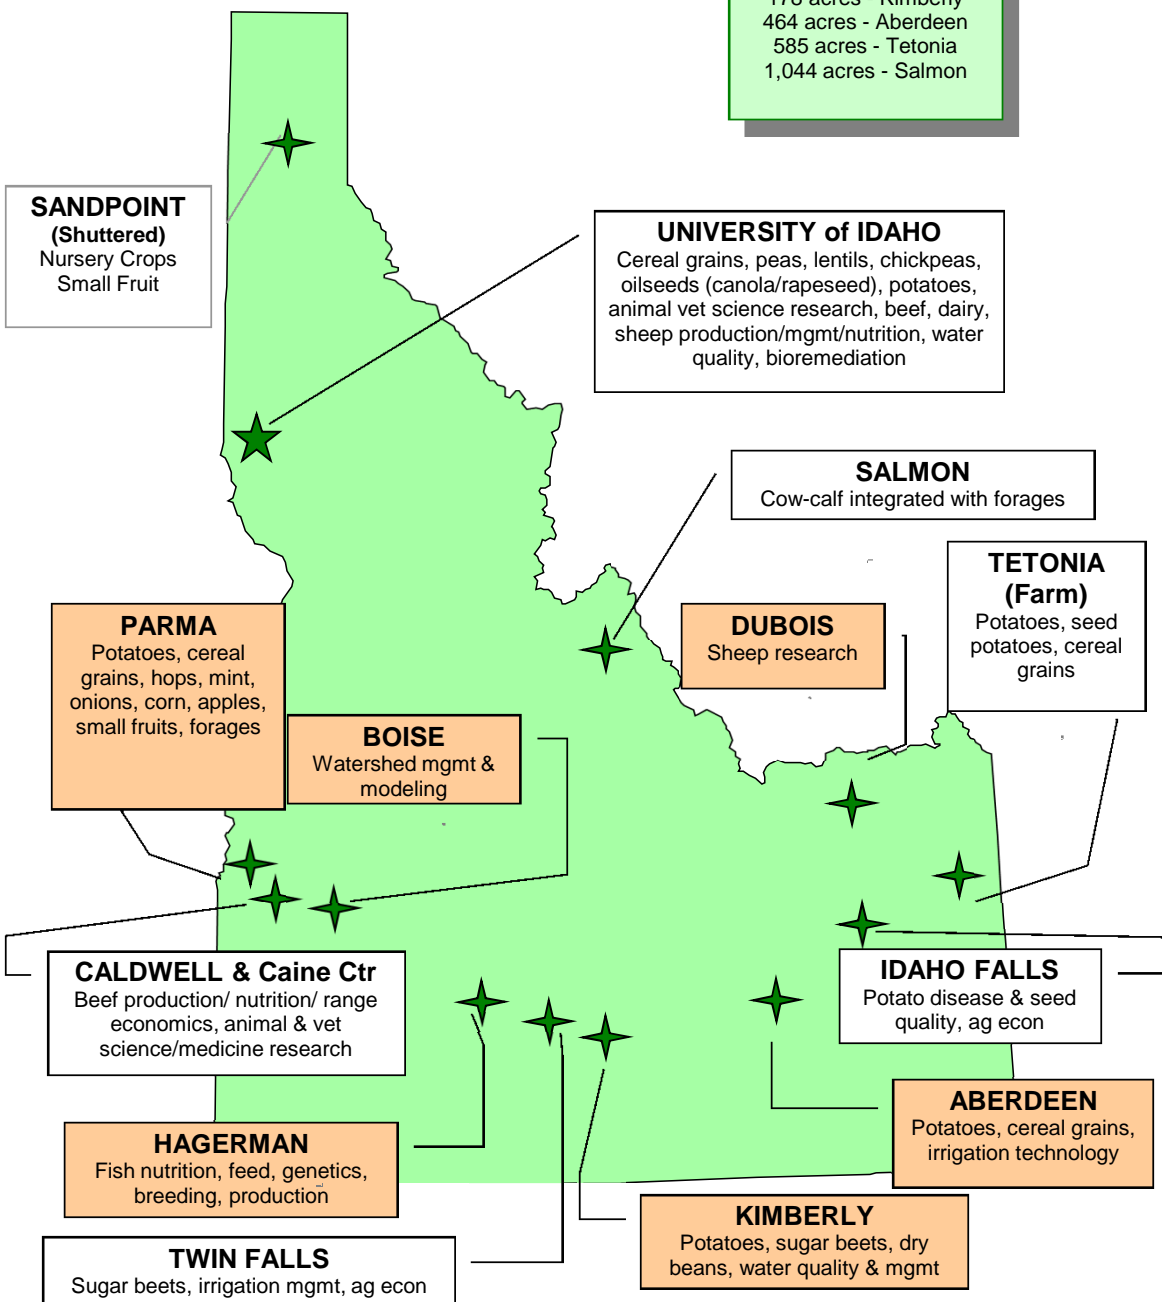 178 acres - Kimberly
464 acres - Aberdeen
585 acres - Tetonia
1,044 acres - Salmon
SANDPOINT
(Shuttered)
Nursery Crops
Small Fruit
UNIVERSITY of IDAHO
Cereal grains, peas, lentils, chickpeas,
oilseeds (canola/rapeseed), potatoes,
animal vet science research, beef, dairy,
sheep production/mgmt/nutrition, water
quality, bioremediation
SALMON
Cow-calf integrated with forages
TETONIA
(Farm)
Potatoes, seed
potatoes, cereal
grains
PARMA
Potatoes, cereal
grains, hops, mint,
onions, corn, apples,
small fruits, forages
DUBOIS
Sheep research
BOISE
Watershed mgmt &
modeling
CALDWELL & Caine Ctr
Beef production/ nutrition/ range
economics, animal & vet
science/medicine research
IDAHO FALLS
Potato disease & seed
quality, ag econ
ABERDEEN
Potatoes, cereal grains,
irrigation technology
HAGERMAN
Fish nutrition, feed, genetics,
breeding, production
KIMBERLY
Potatoes, sugar beets, dry
beans, water quality & mgmt
TWIN FALLS
Sugar beets, irrigation mgmt, ag econ